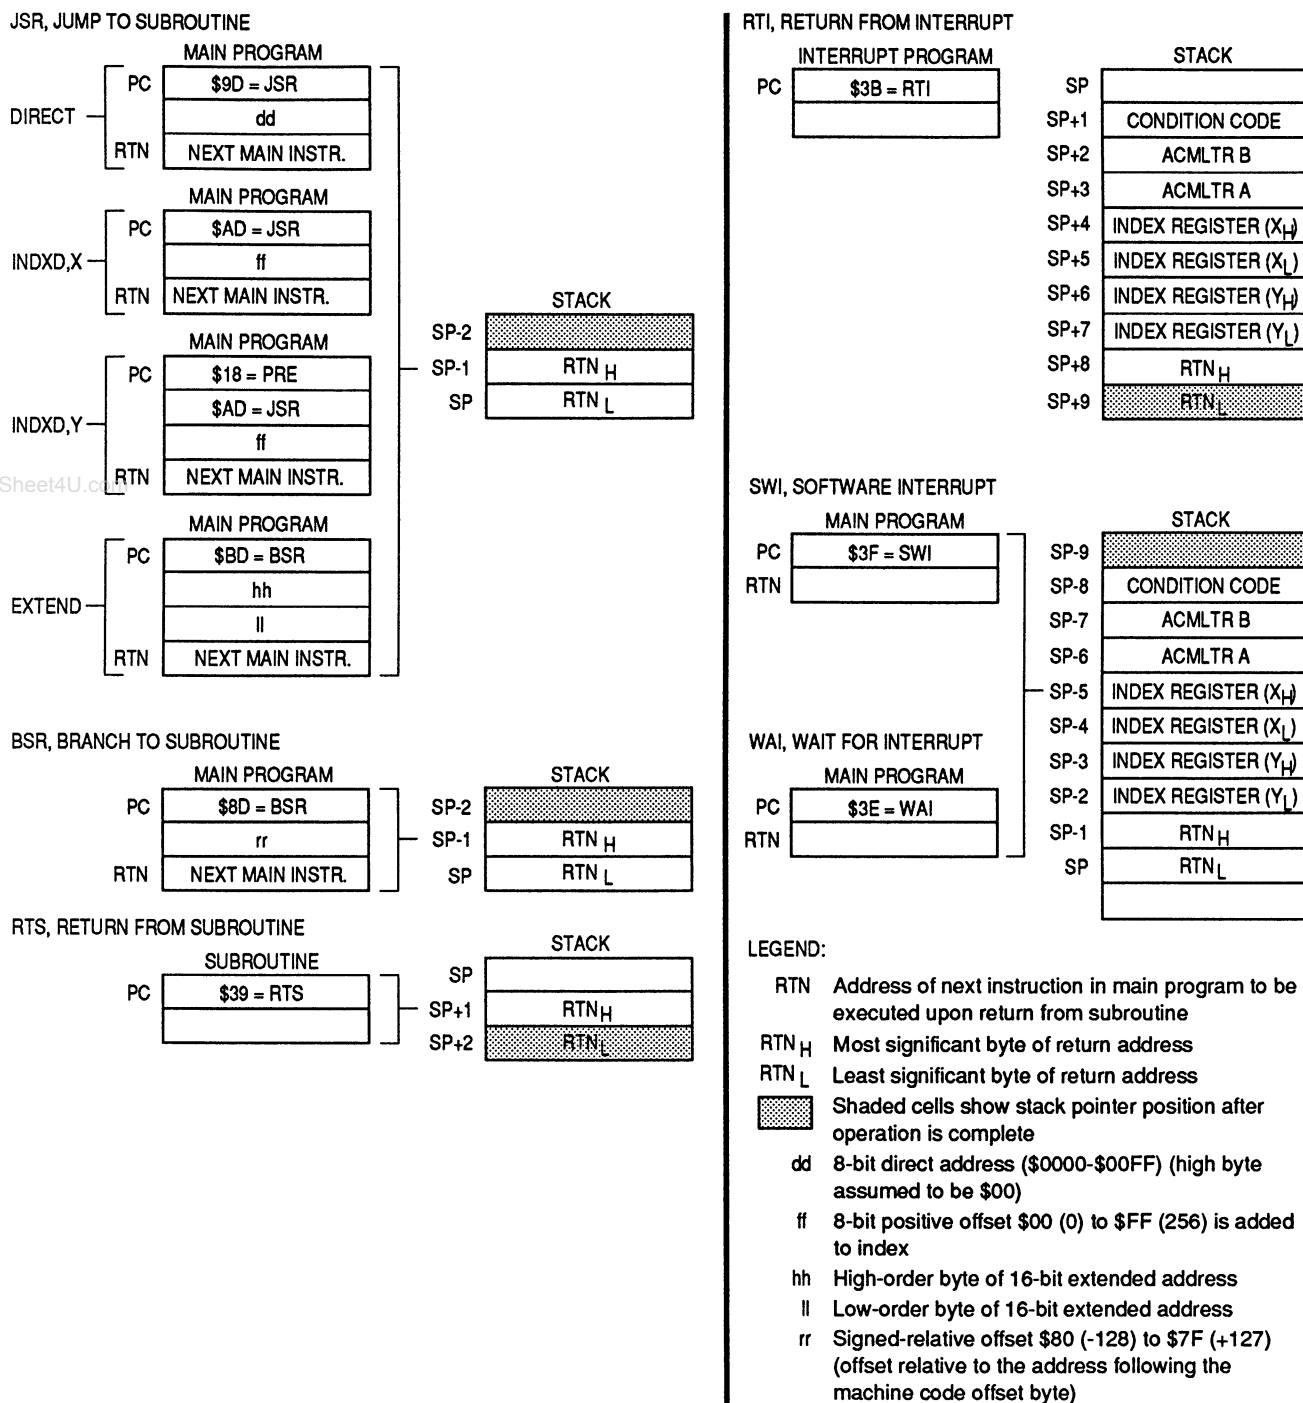 JSR, JUMP TO SUBROUTINE
MAIN PROGRAM
DIRECT
PC $9D = JSR
dd
RTN NEXT MAIN INSTR.
MAIN PROGRAM
INDXD,X
PC $AD = JSR
ff
RTN NEXT MAIN INSTR.
MAIN PROGRAM
INDXD,Y
PC $18 = PRE
$AD = JSR
ff
RTN NEXT MAIN INSTR.
Sheet4U.com
MAIN PROGRAM
EXTEND
PC $BD = BSR
hh
ll
RTN NEXT MAIN INSTR.
STACK
SP-2
SP-1 RTN H
SP RTN L
BSR, BRANCH TO SUBROUTINE
MAIN PROGRAM
PC $8D = BSR
rr
RTN NEXT MAIN INSTR.
STACK
SP-2
SP-1 RTN H
SP RTN L
RTS, RETURN FROM SUBROUTINE
SUBROUTINE
PC $39 = RTS
STACK
SP
SP+1 RTNH
SP+2 RTNL
RTI, RETURN FROM INTERRUPT
INTERRUPT PROGRAM
PC $3B = RTI
STACK
SP
SP+1 CONDITION CODE
SP+2 ACMLTR B
SP+3 ACMLTR A
SP+4 INDEX REGISTER (XH)
SP+5 INDEX REGISTER (XL)
SP+6 INDEX REGISTER (YH)
SP+7 INDEX REGISTER (YL)
SP+8 RTNH
SP+9 RTNL
SWI, SOFTWARE INTERRUPT
MAIN PROGRAM
PC $3F = SWI
RTN
WAI, WAIT FOR INTERRUPT
MAIN PROGRAM
PC $3E = WAI
RTN
STACK
SP-9
SP-8 CONDITION CODE
SP-7 ACMLTR B
SP-6 ACMLTR A
SP-5 INDEX REGISTER (XH)
SP-4 INDEX REGISTER (XL)
SP-3 INDEX REGISTER (YH)
SP-2 INDEX REGISTER (YL)
SP-1 RTNH
SP RTNL
LEGEND:
RTN Address of next instruction in main program to be
executed upon return from subroutine
RTN H Most significant byte of return address
RTN L Least significant byte of return address
Shaded cells show stack pointer position after
operation is complete
dd 8-bit direct address ($0000-$00FF) (high byte
assumed to be $00)
ff 8-bit positive offset $00 (0) to $FF (256) is added
to index
hh High-order byte of 16-bit extended address
ll Low-order byte of 16-bit extended address
rr Signed-relative offset $80 (-128) to $7F (+127)
(offset relative to the address following the
machine code offset byte)